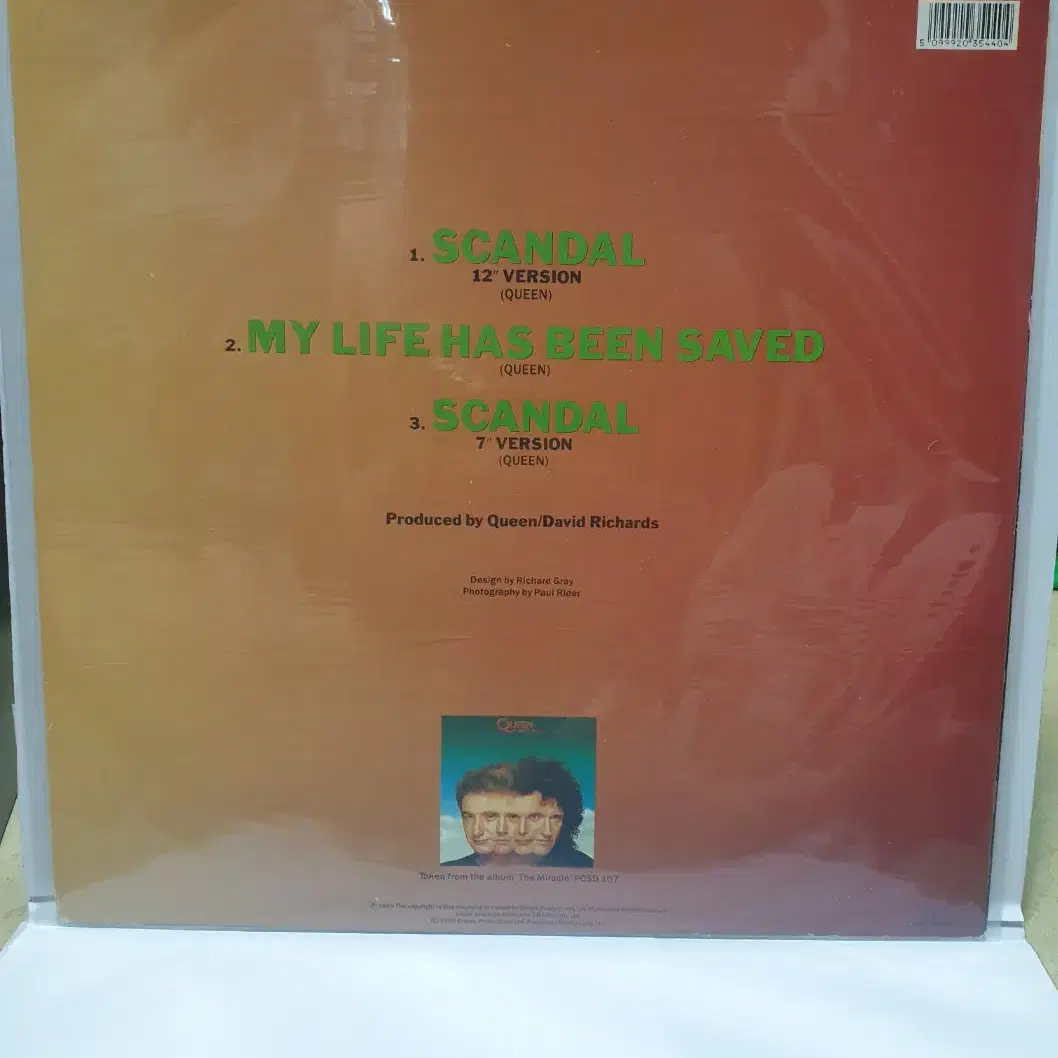 5 099920 354404
1. SCANDAL
12″ VERSION
(QUEEN)
2. MY LIFE HAS BEEN SAVED
(QUEEN)
3. SCANDAL
7″ VERSION
(QUEEN)
Produced by Queen/David Richards
Design by Richard Gray
Photography by Paul Rider
QUEEN
Taken from the album 'The Miracle' PCSD 107